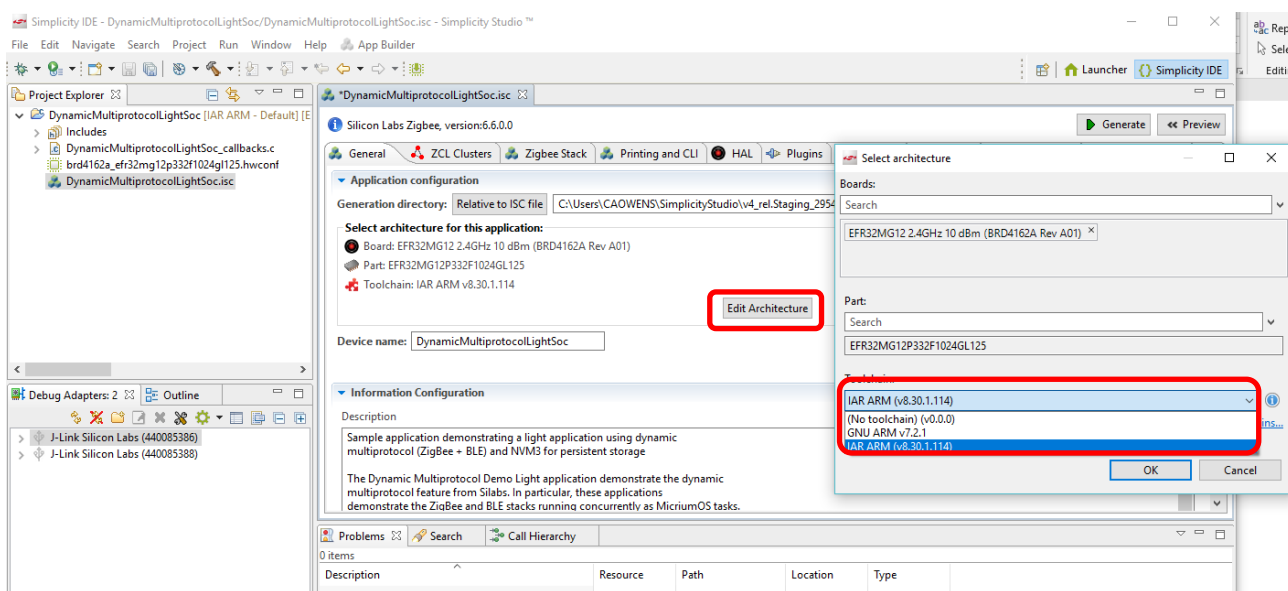 Simplicity IDE - DynamicMultiprotocolLightSoc/DynamicMultiprotocolLightSoc.isc - Simplicity Studio ™
File Edit Navigate Search Project Run Window Help App Builder
Launcher
Simplicity IDE
Project Explorer
DynamicMultiprotocolLightSoc [IAR ARM - Default] [E
Includes
DynamicMultiprotocolLightSoc_callbacks.c
brd4162a_efr32mg12p332f1024gl125.hwconf
DynamicMultiprotocolLightSoc.isc
Debug Adapters: 2
Outline
J-Link Silicon Labs (440085386)
J-Link Silicon Labs (440085388)
*DynamicMultiprotocolLightSoc.isc
Silicon Labs Zigbee, version:6.6.0.0
Generate
Preview
General
ZCL Clusters
Zigbee Stack
Printing and CLI
HAL
Plugins
Application configuration
Generation directory: Relative to ISC file C:\Users\CAOWENS\SimplicityStudio\v4_rel.Staging_2954
Select architecture for this application:
Board: EFR32MG12 2.4GHz 10 dBm (BRD4162A Rev A01)
Part: EFR32MG12P332F1024GL125
Toolchain: IAR ARM v8.30.1.114
Edit Architecture
Device name: DynamicMultiprotocolLightSoc
Information Configuration
Description
Sample application demonstrating a light application using dynamic
multiprotocol (ZigBee + BLE) and NVM3 for persistent storage
The Dynamic Multiprotocol Demo Light application demonstrate the dynamic
multiprotocol feature from Silabs. In particular, these applications
demonstrate the ZigBee and BLE stacks running concurrently as MicriumOS tasks.
Problems
Search
Call Hierarchy
0 items
Description Resource Path Location Type
Select architecture
Boards:
Search
EFR32MG12 2.4GHz 10 dBm (BRD4162A Rev A01) ×
Part:
Search
EFR32MG12P332F1024GL125
Toolchain:
IAR ARM (v8.30.1.114)
(No toolchain) (v0.0.0)
GNU ARM v7.2.1
IAR ARM (v8.30.1.114)
ins...
OK
Cancel
Rep
Sele
Editi